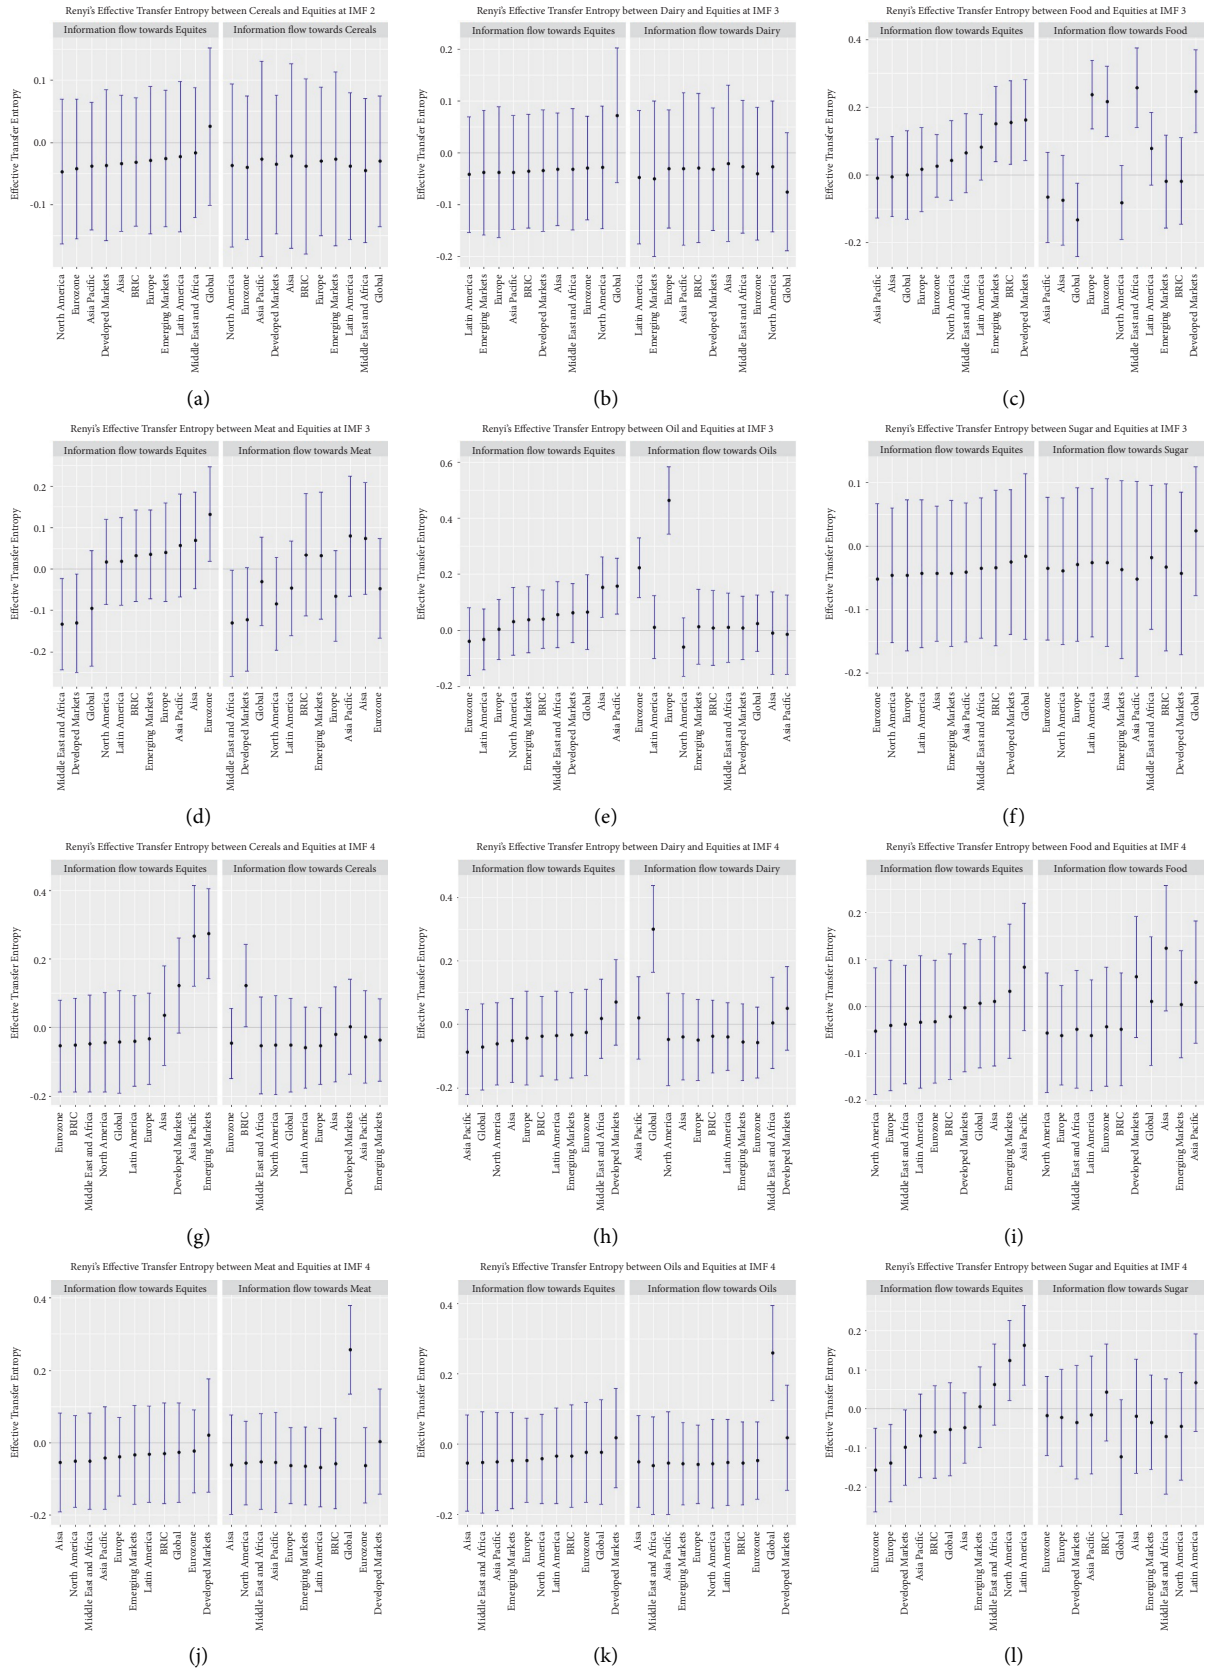 Renyi's Effective Transfer Entropy between Cereals and Equities at IMF 2
Information flow towards Equites
Information flow towards Cereals
Effective Transfer Entropy
0.1
0.0
-0.1
North America
Eurozone
Asia Pacific
Developed Markets
Aisa
BRIC
Europe
Emerging Markets
Latin America
Middle East and Africa
Global
North America
Eurozone
Asia Pacific
Developed Markets
Aisa
BRIC
Europe
Emerging Markets
Latin America
Middle East and Africa
Global
(a)
Renyi's Effective Transfer Entropy between Dairy and Equities at IMF 3
Information flow towards Equites
Information flow towards Dairy
Effective Transfer Entropy
0.2
0.1
0.0
-0.1
-0.2
Latin America
Emerging Markets
Europe
Asia Pacific
BRIC
Developed Markets
Aisa
Middle East and Africa
Eurozone
North America
Global
Latin America
Emerging Markets
Europe
Asia Pacific
BRIC
Developed Markets
Aisa
Middle East and Africa
Eurozone
North America
Global
(b)
Renyi's Effective Transfer Entropy between Food and Equities at IMF 3
Information flow towards Equites
Information flow towards Food
Effective Transfer Entropy
0.4
0.2
0.0
-0.2
Asia Pacific
Aisa
Global
Europe
Eurozone
North America
Middle East and Africa
Latin America
Emerging Markets
BRIC
Developed Markets
Asia Pacific
Aisa
Global
Europe
Eurozone
North America
Middle East and Africa
Latin America
Emerging Markets
BRIC
Developed Markets
(c)
Renyi's Effective Transfer Entropy between Meat and Equities at IMF 3
Information flow towards Equites
Information flow towards Meat
Effective Transfer Entropy
0.2
0.1
0.0
-0.1
-0.2
Middle East and Africa
Developed Markets
Global
North America
Latin America
BRIC
Emerging Markets
Europe
Asia Pacific
Aisa
Eurozone
Middle East and Africa
Developed Markets
Global
North America
Latin America
BRIC
Emerging Markets
Europe
Asia Pacific
Aisa
Eurozone
(d)
Renyi's Effective Transfer Entropy between Oil and Equities at IMF 3
Information flow towards Equites
Information flow towards Oils
Effective Transfer Entropy
0.6
0.4
0.2
0.0
-0.2
Eurozone
Latin America
Europe
North America
Emerging Markets
BRIC
Middle East and Africa
Developed Markets
Global
Aisa
Asia Pacific
Eurozone
Latin America
Europe
North America
Emerging Markets
BRIC
Middle East and Africa
Developed Markets
Global
Aisa
Asia Pacific
(e)
Renyi's Effective Transfer Entropy between Sugar and Equities at IMF 3
Information flow towards Equites
Information flow towards Sugar
Effective Transfer Entropy
0.1
-0.0
-0.1
-0.2
Eurozone
North America
Europe
Latin America
Aisa
Emerging Markets
Asia Pacific
Middle East and Africa
BRIC
Developed Markets
Global
Eurozone
North America
Europe
Latin America
Aisa
Emerging Markets
Asia Pacific
Middle East and Africa
BRIC
Developed Markets
Global
(f)
Renyi's Effective Transfer Entropy between Cereals and Equities at IMF 4
Information flow towards Equites
Information flow towards Cereals
Effective Transfer Entropy
0.4
0.2
-0.0
-0.2
Eurozone
BRIC
Middle East and Africa
North America
Global
Latin America
Europe
Aisa
Developed Markets
Asia Pacific
Emerging Markets
Eurozone
BRIC
Middle East and Africa
North America
Global
Latin America
Europe
Aisa
Developed Markets
Asia Pacific
Emerging Markets
(g)
Renyi's Effective Transfer Entropy between Dairy and Equities at IMF 4
Information flow towards Equites
Information flow towards Dairy
Effective Transfer Entropy
0.4
0.2
0.0
-0.2
Asia Pacific
Global
North America
Aisa
Europe
BRIC
Latin America
Emerging Markets
Eurozone
Middle East and Africa
Developed Markets
Asia Pacific
Global
North America
Aisa
Europe
BRIC
Latin America
Emerging Markets
Eurozone
Middle East and Africa
Developed Markets
(h)
Renyi's Effective Transfer Entropy between Food and Equities at IMF 4
Information flow towards Equites
Information flow towards Food
Effective Transfer Entropy
0.2
0.1
0.0
-0.1
-0.2
North America
Europe
Middle East and Africa
Latin America
Eurozone
BRIC
Developed Markets
Global
Aisa
Emerging Markets
Asia Pacific
North America
Europe
Middle East and Africa
Latin America
Eurozone
BRIC
Developed Markets
Global
Aisa
Emerging Markets
Asia Pacific
(i)
Renyi's Effective Transfer Entropy between Meat and Equities at IMF 4
Information flow towards Equites
Information flow towards Meat
Effective Transfer Entropy
0.4
0.2
0.0
-0.2
Aisa
North America
Middle East and Africa
Asia Pacific
Europe
Emerging Markets
Latin America
BRIC
Global
Eurozone
Developed Markets
Aisa
North America
Middle East and Africa
Asia Pacific
Europe
Emerging Markets
Latin America
BRIC
Global
Eurozone
Developed Markets
(j)
Renyi's Effective Transfer Entropy between Oils and Equities at IMF 4
Information flow towards Equites
Information flow towards Oils
Effective Transfer Entropy
0.4
0.2
0.0
-0.2
Aisa
Middle East and Africa
Asia Pacific
Emerging Markets
Europe
North America
Latin America
BRIC
Eurozone
Global
Developed Markets
Aisa
Middle East and Africa
Asia Pacific
Emerging Markets
Europe
North America
Latin America
BRIC
Eurozone
Global
Developed Markets
(k)
Renyi's Effective Transfer Entropy between Sugar and Equities at IMF 4
Information flow towards Equites
Information flow towards Sugar
Effective Transfer Entropy
0.2
0.1
0.0
-0.1
-0.2
Eurozone
Europe
Developed Markets
Asia Pacific
BRIC
Global
Aisa
Emerging Markets
Middle East and Africa
North America
Latin America
Eurozone
Europe
Developed Markets
Asia Pacific
BRIC
Global
Aisa
Emerging Markets
Middle East and Africa
North America
Latin America
(l)